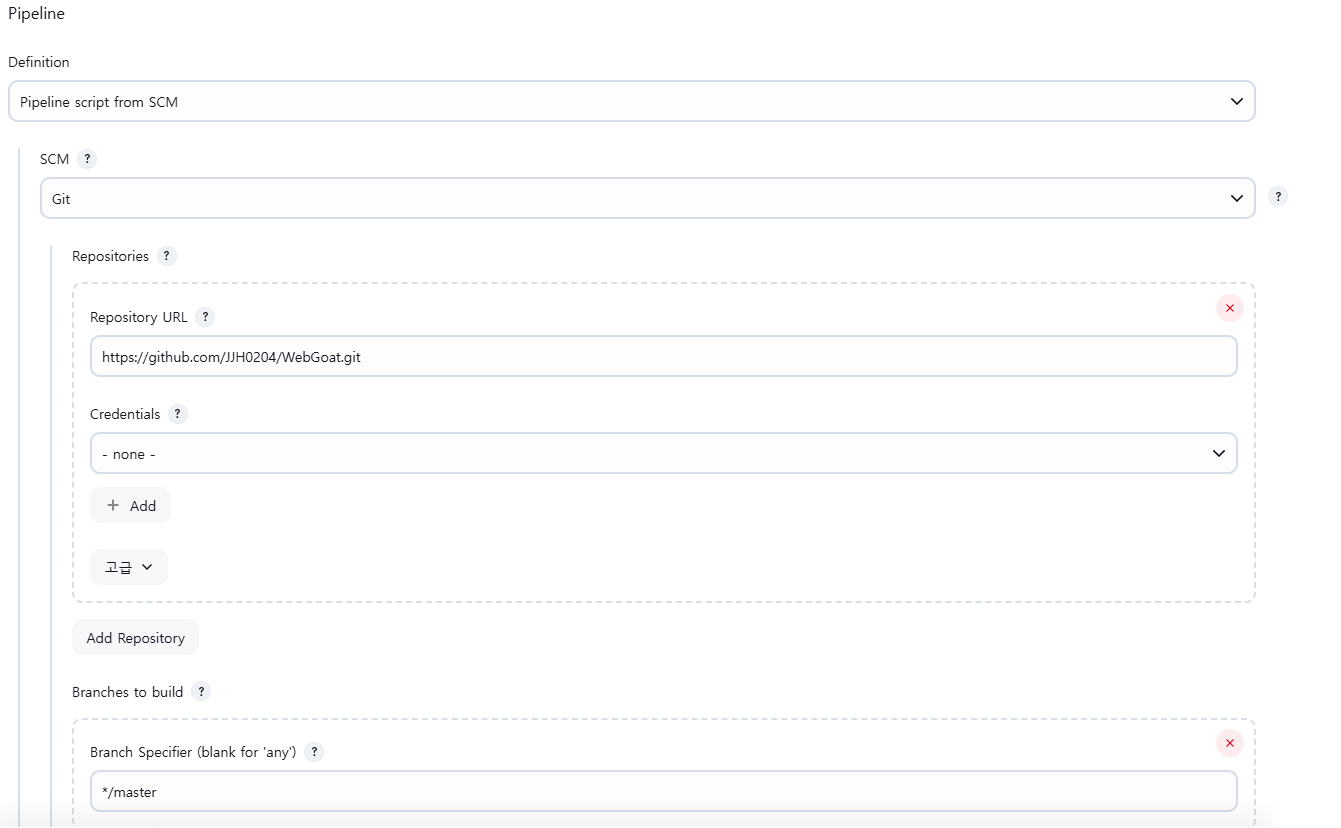 Pipeline
Definition
Pipeline script from SCM
SCM ?
Git
?
Repositories ?
Repository URL ?
https://github.com/JJH0204/WebGoat.git
Credentials ?
- none -
+ Add
고급
Add Repository
Branches to build ?
Branch Specifier (blank for 'any') ?
*/master